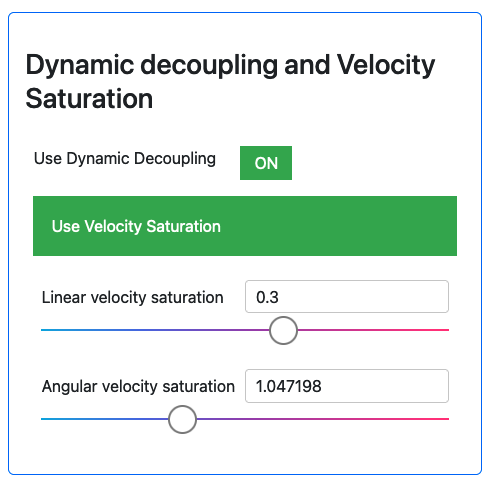 Dynamic decoupling and Velocity
Saturation
Use Dynamic Decoupling ON
Use Velocity Saturation
Linear velocity saturation 0.3
Angular velocity saturation 1.047198